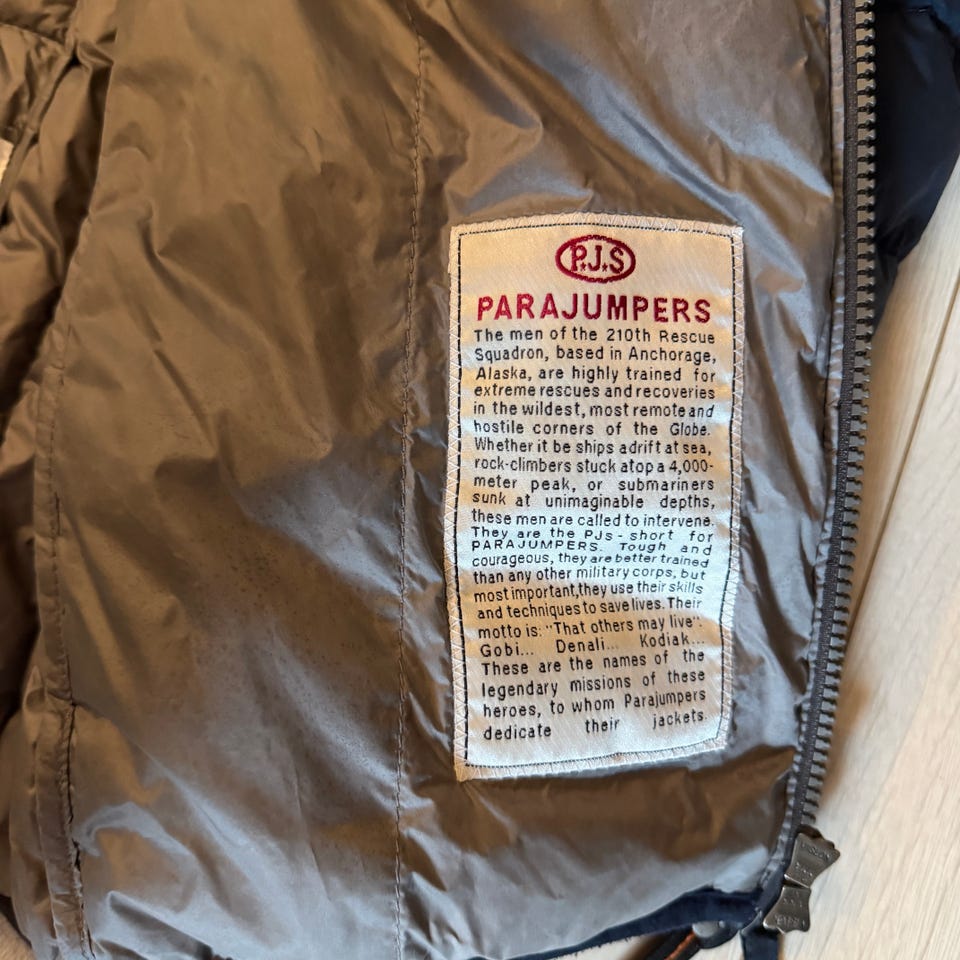 P.J.S
PARAJUMPERS
The men of the 210th Rescue
Squadron, based in Anchorage,
Alaska, are highly trained for
extreme rescues and recoveries
in the wildest, most remote and
hostile corners of the Globe.
Whether it be ships adrift at sea,
rock-climbers stuck atop a 4,000-
meter peak, or submariners
sunk at unimaginable depths,
these men are called to intervene.
They are the PJs - short for
PARAJUMPERS. Tough and
courageous, they are better trained
than any other military corps, but
most important, they use their skills
and techniques to save lives. Their
motto is: "That others may live".
Gobi... Denali... Kodiak...
These are the names of the
legendary missions of these
heroes, to whom Parajumpers
dedicate their jackets.